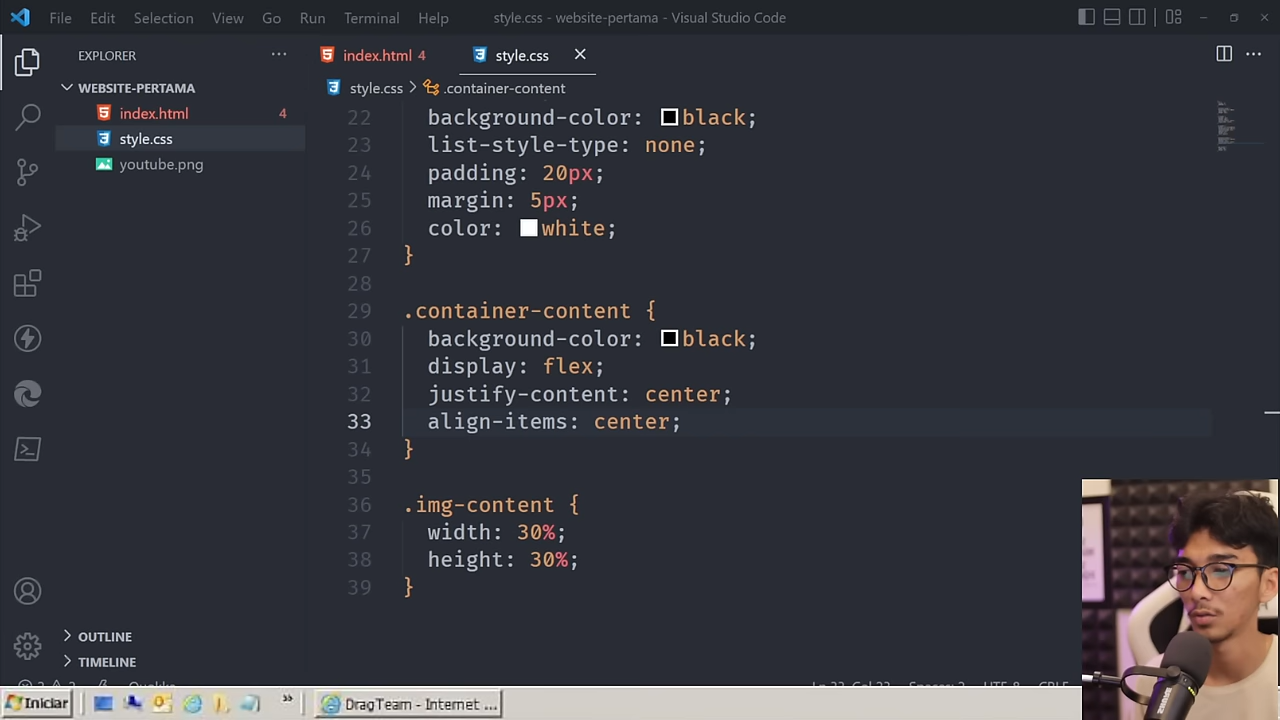 File Edit Selection View Go Run Terminal Help style.css - website-pertama - Visual Studio Code
EXPLORER
WEBSITE-PERTAMA
index.html 4
style.css
youtube.png
OUTLINE
TIMELINE
index.html 4 style.css
style.css > .container-content
22 background-color: black;
23 list-style-type: none;
24 padding: 20px;
25 margin: 5px;
26 color: white;
27 }
28
29 .container-content {
30 background-color: black;
31 display: flex;
32 justify-content: center;
33 align-items: center;
34 }
35
36 .img-content {
37 width: 30%;
38 height: 30%;
39 }
Iniciar » DragTeam - Internet ...